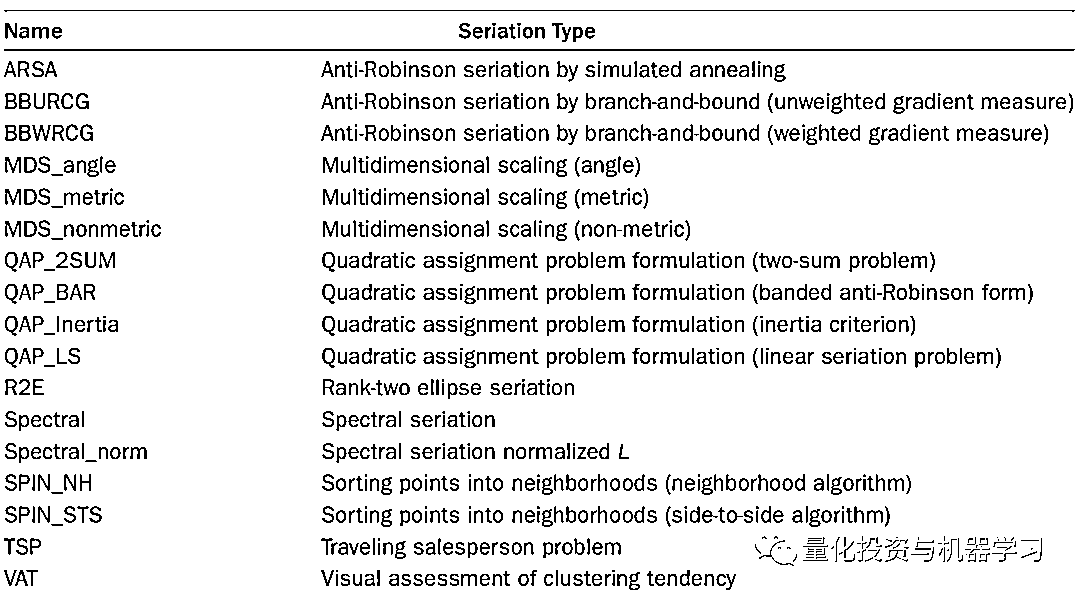 Name Seriation Type
ARSA Anti-Robinson seriation by simulated annealing
BBURCG Anti-Robinson seriation by branch-and-bound (unweighted gradient measure)
BBWRCG Anti-Robinson seriation by branch-and-bound (weighted gradient measure)
MDS_angle Multidimensional scaling (angle)
MDS_metric Multidimensional scaling (metric)
MDS_nonmetric Multidimensional scaling (non-metric)
QAP_2SUM Quadratic assignment problem formulation (two-sum problem)
QAP_BAR Quadratic assignment problem formulation (banded anti-Robinson form)
QAP_Inertia Quadratic assignment problem formulation (inertia criterion)
QAP_LS Quadratic assignment problem formulation (linear seriation problem)
R2E Rank-two ellipse seriation
Spectral Spectral seriation
Spectral_norm Spectral seriation normalized L
SPIN_NH Sorting points into neighborhoods (neighborhood algorithm)
SPIN_STS Sorting points into neighborhoods (side-to-side algorithm)
TSP Traveling salesperson problem
量化投资与机器学习
VAT Visual assessment of clustering tendency